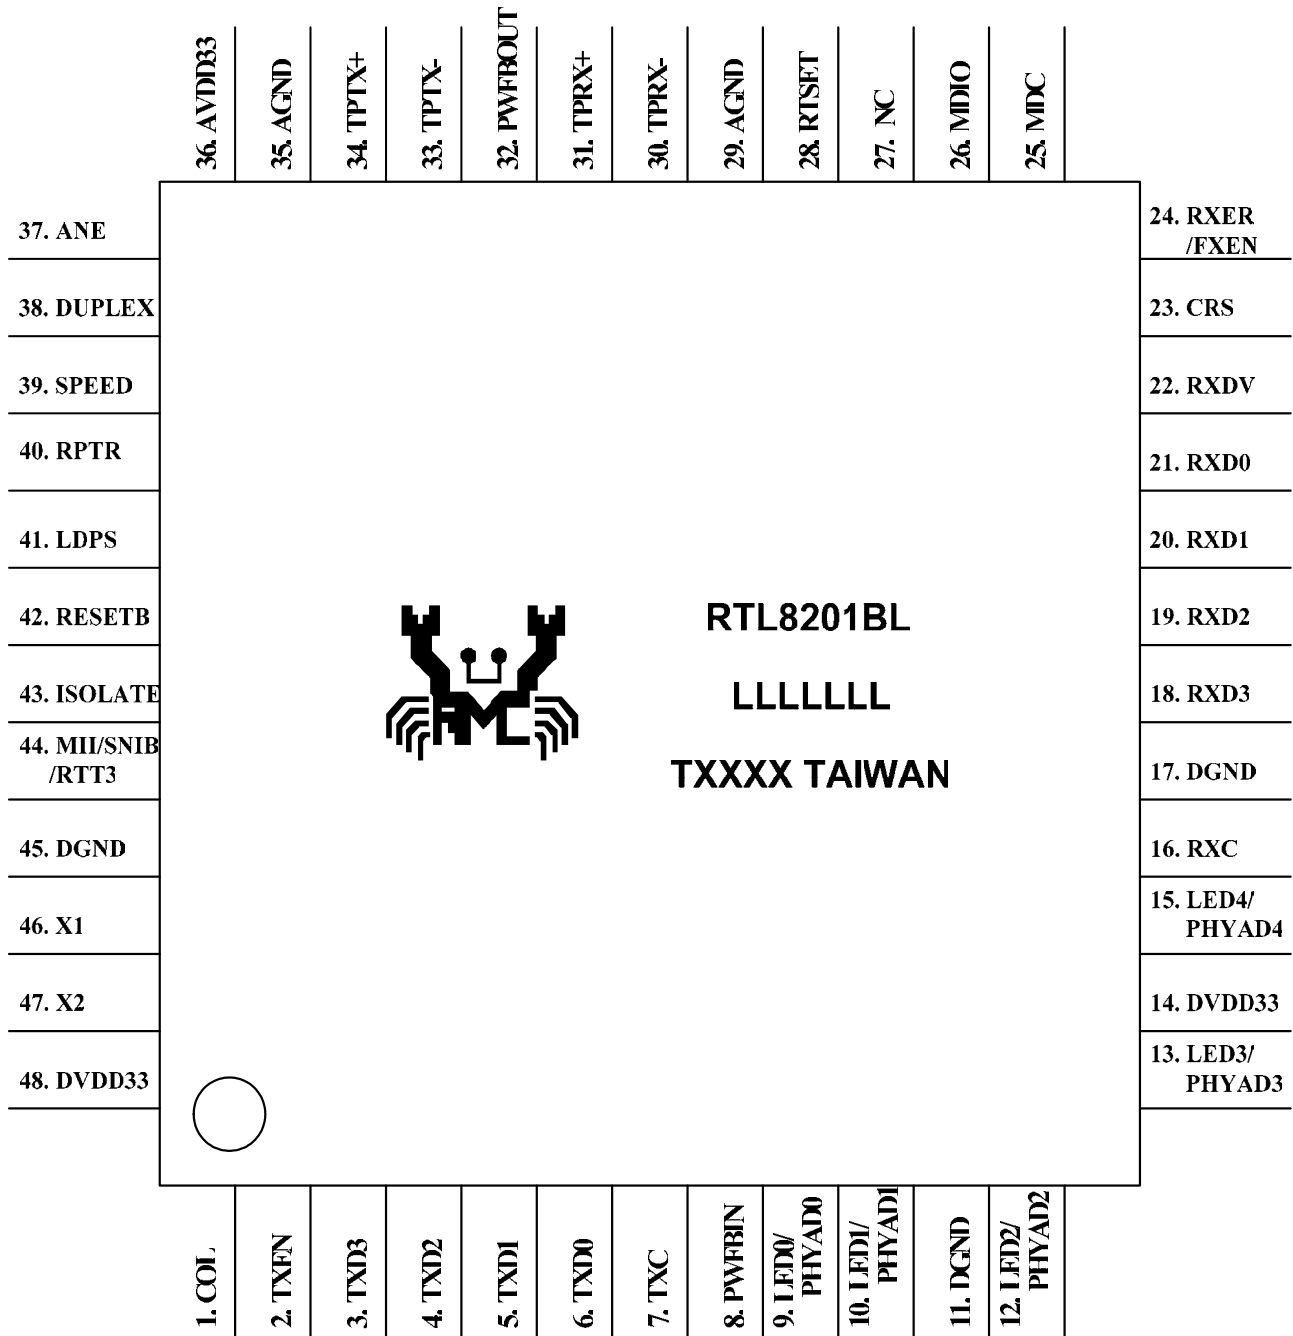 36. AVDD33
35. AGND
34. TPTX+
33. TPTX-
32. PWFBOUT
31. TPRX+
30. TPRX-
29. AGND
28. RTSET
27. NC
26. MDIO
25. MDC
37. ANE
38. DUPLEX
39. SPEED
40. RPTR
41. LDPS
42. RESETB
43. ISOLATE
44. MII/SNIB
/RTT3
45. DGND
46. X1
47. X2
48. DVDD33
RTL8201BL
LLLLLLL
TXXXX TAIWAN
24. RXER
/FXEN
23. CRS
22. RXDV
21. RXD0
20. RXD1
19. RXD2
18. RXD3
17. DGND
16. RXC
15. LED4/
PHYAD4
14. DVDD33
13. LED3/
PHYAD3
1. COL
2. TXEN
3. TXD3
4. TXD2
5. TXD1
6. TXD0
7. TXC
8. PWFBIN
9. LED0/
PHYAD0
10. LED1/
PHYAD1
11. DGND
12. LED2/
PHYAD2